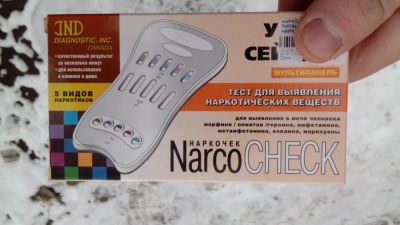 IND
DIAGNOSTIC, INC.
CANADA
• качественный результат
за несколько минут
• для использования
в клинике и дома
5 ВИДОВ
НАРКОТИКОВ
У
СЕЙ
МУЛЬТИПАНЕЛЬ
ТЕСТ ДЛЯ ВЫЯВЛЕНИЯ
НАРКОТИЧЕСКИХ ВЕЩЕСТВ
для выявления в моче человека
морфина / опиатов /героина, амфетамина,
метамфетамина, кокаина, марихуаны
НАРКОЧЕК
NarcoCHECK